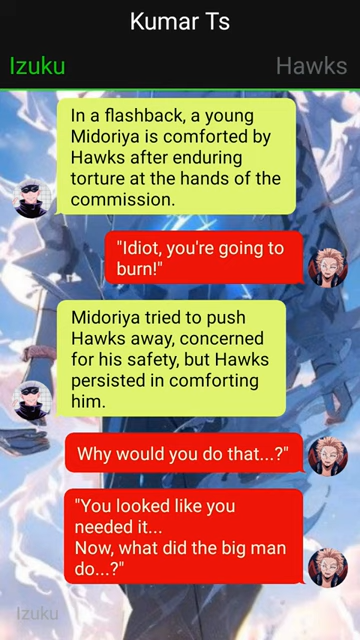 Kumar Ts
Izuku
Hawks
In a flashback, a young
Midoriya is comforted by
Hawks after enduring
torture at the hands of the
commission.
"Idiot, you're going to
burn!"
Midoriya tried to push
Hawks away, concerned
for his safety, but Hawks
persisted in comforting
him.
Why would you do that...?"
"You looked like you
needed it...
Now, what did the big man
do...?"
Izuku